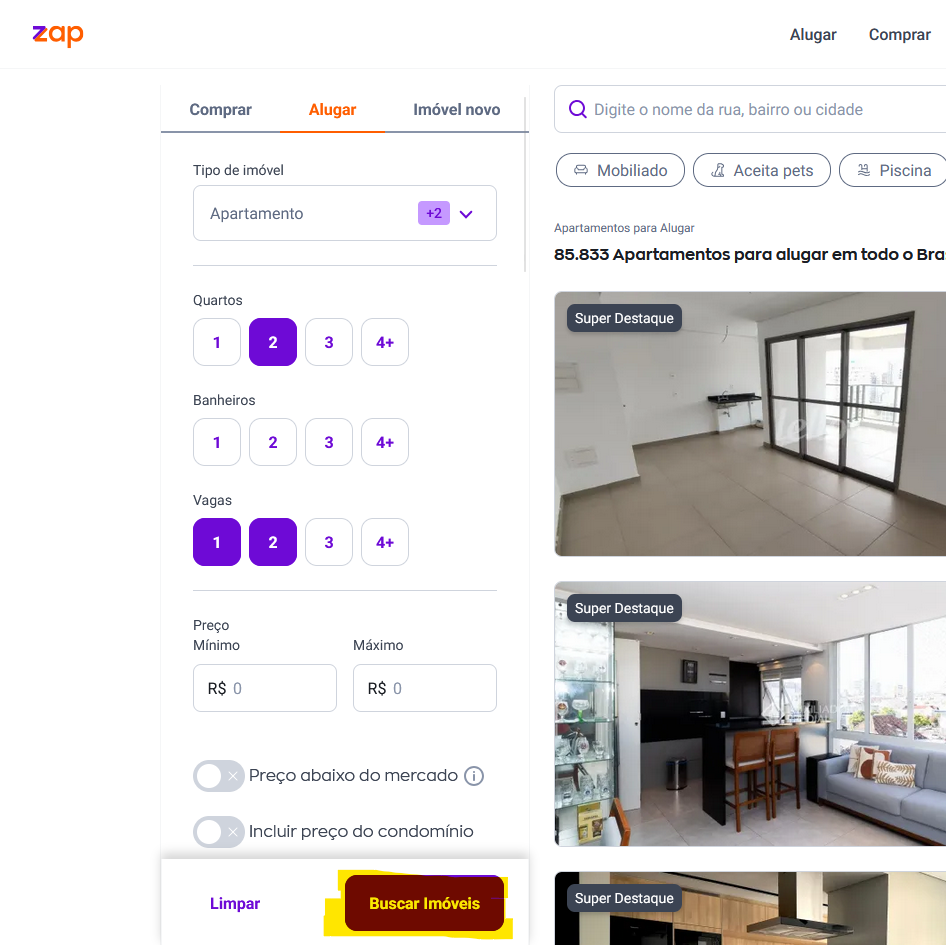 zap
Alugar
Comprar
Comprar
Alugar
Imóvel novo
Tipo de imóvel
Apartamento
+2
Quartos
1
2
3
4+
Banheiros
1
2
3
4+
Vagas
1
2
3
4+
Preço
Mínimo
Máximo
R$ 0
R$ 0
Preço abaixo do mercado
Incluir preço do condomínio
Limpar
Buscar Imóveis
Digite o nome da rua, bairro ou cidade
Mobiliado
Aceita pets
Piscina
Apartamentos para Alugar
85.833 Apartamentos para alugar em todo o Bra
Super Destaque
Super Destaque
Super Destaque